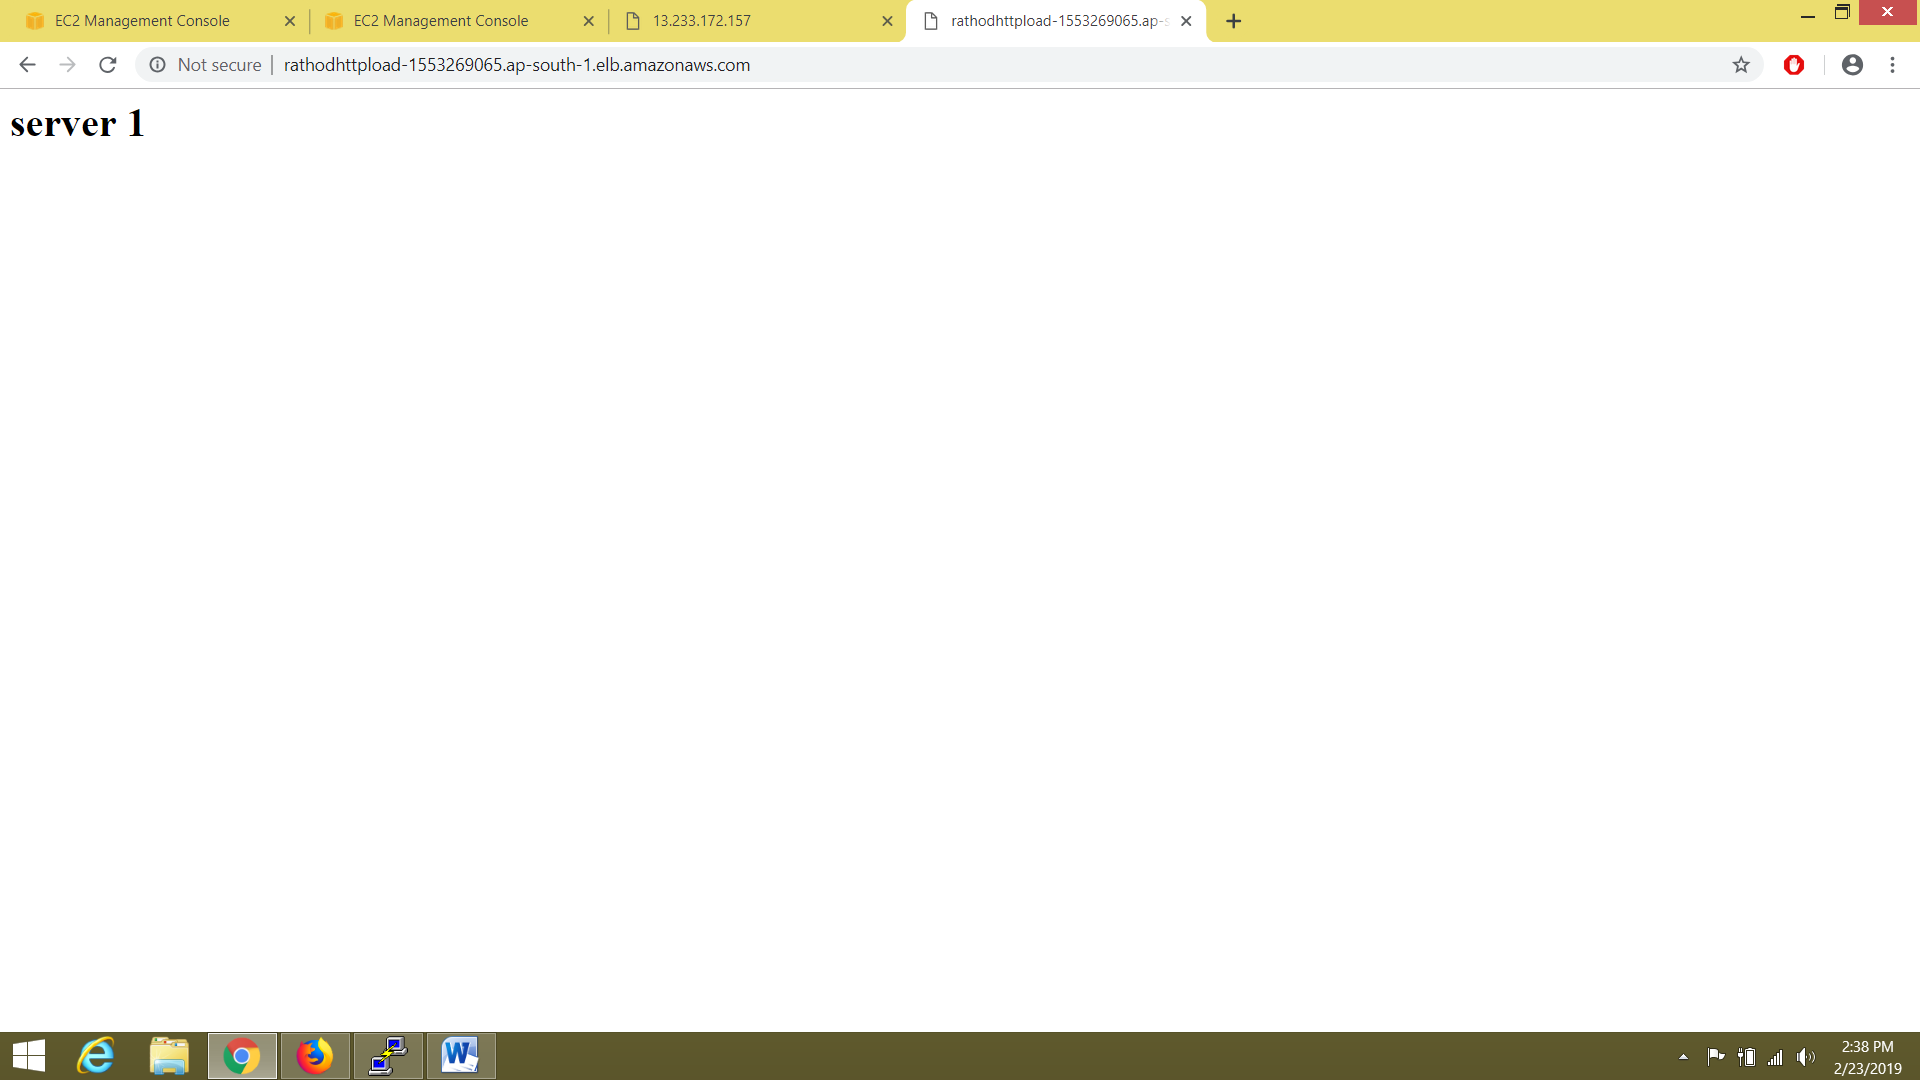 EC2 Management Console
EC2 Management Console
13.233.172.157
rathodhttpload-1553269065.ap-s
Not secure
rathodhttpload-1553269065.ap-south-1.elb.amazonaws.com
server 1
2:38 PM
2/23/2019